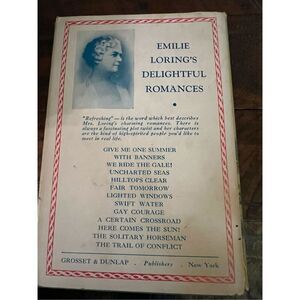 EMILIE
LORING'S
DELIGHTFUL
ROMANCES
"Refreshing"—is the word which best describes
Mrs. Loring's charming romances. There is
always a fascinating plot twist and her characters
are the kind of highspirited people you'd like to
meet in real life.
GIVE ME ONE SUMMER
WITH BANNERS
WE RIDE THE GALE!
UNCHARTED SEAS
HILLTOPS CLEAR
FAIR TOMORROW
LIGHTED WINDOWS
SWIFT WATER
GAY COURAGE
A CERTAIN CROSSROAD
HERE COMES THE SUN!
THE SOLITARY HORSEMAN
THE TRAIL OF CONFLICT
GROSSET & DUNLAP - Publishers - New York